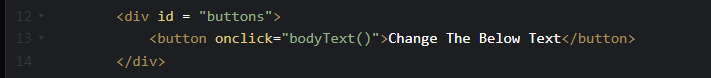 12 <div id = "buttons">
13 <button onclick="bodyText()">Change The Below Text</button>
14 </div>